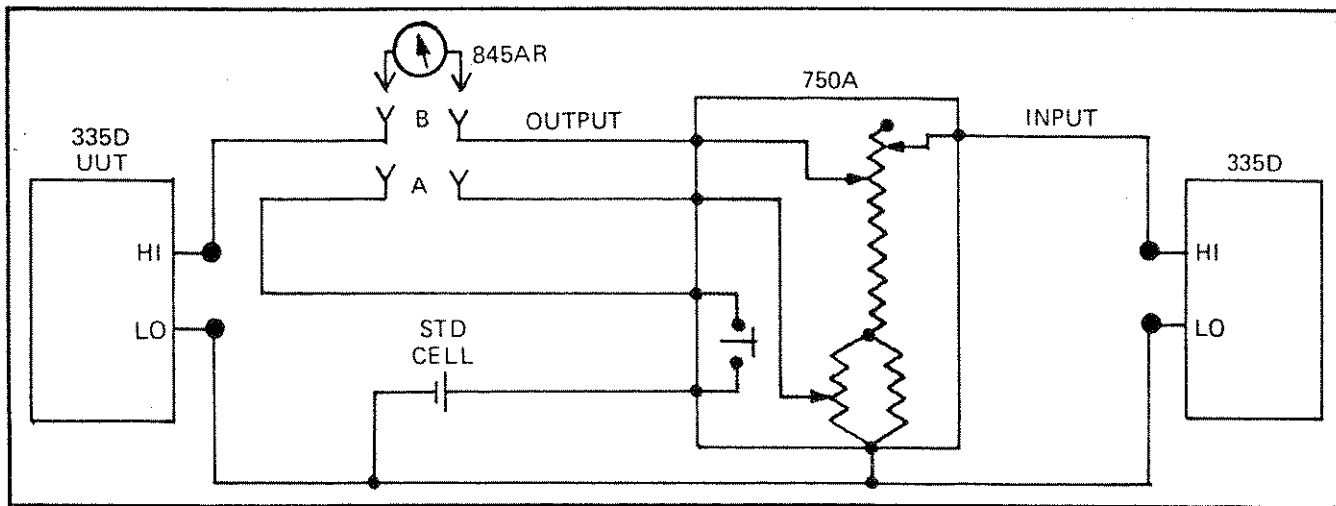 845AR
750A
335D
UUT
B
OUTPUT
INPUT
335D
A
HI
LO
STD
CELL
HI
LO